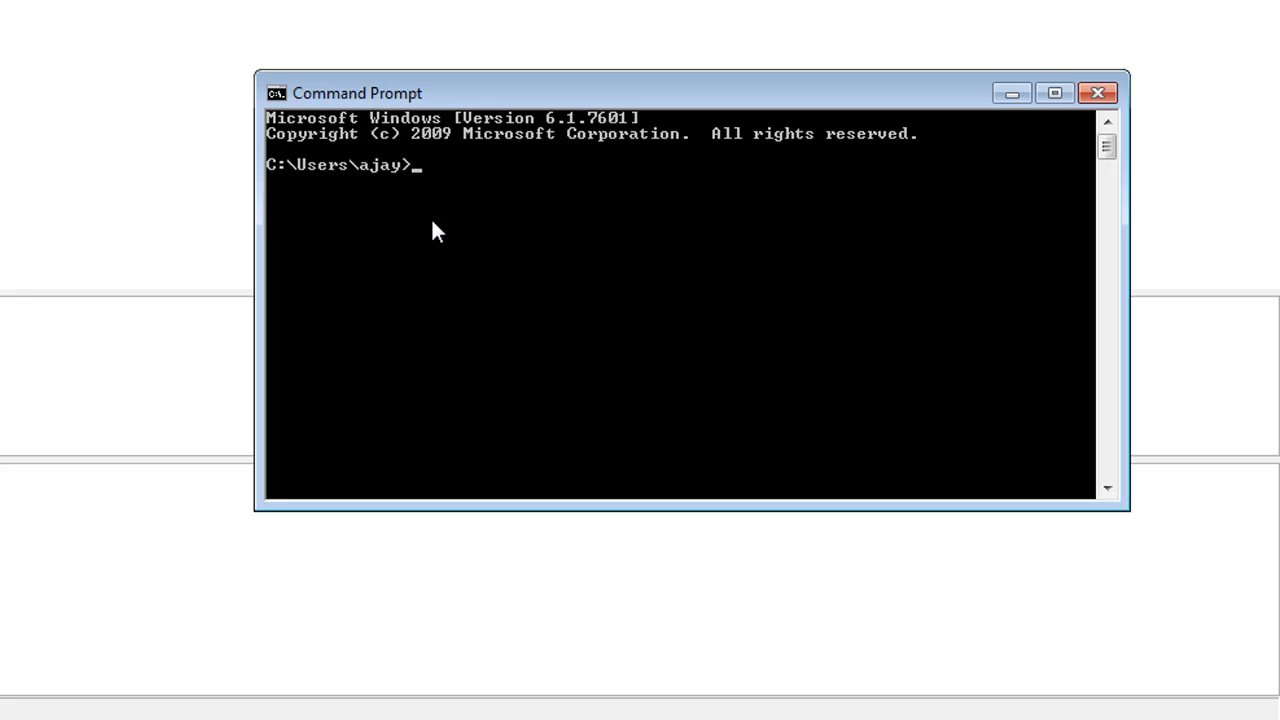 Command Prompt
Microsoft Windows [Version 6.1.7601]
Copyright (c) 2009 Microsoft Corporation.  All rights reserved.
C:\Users\ajay>_